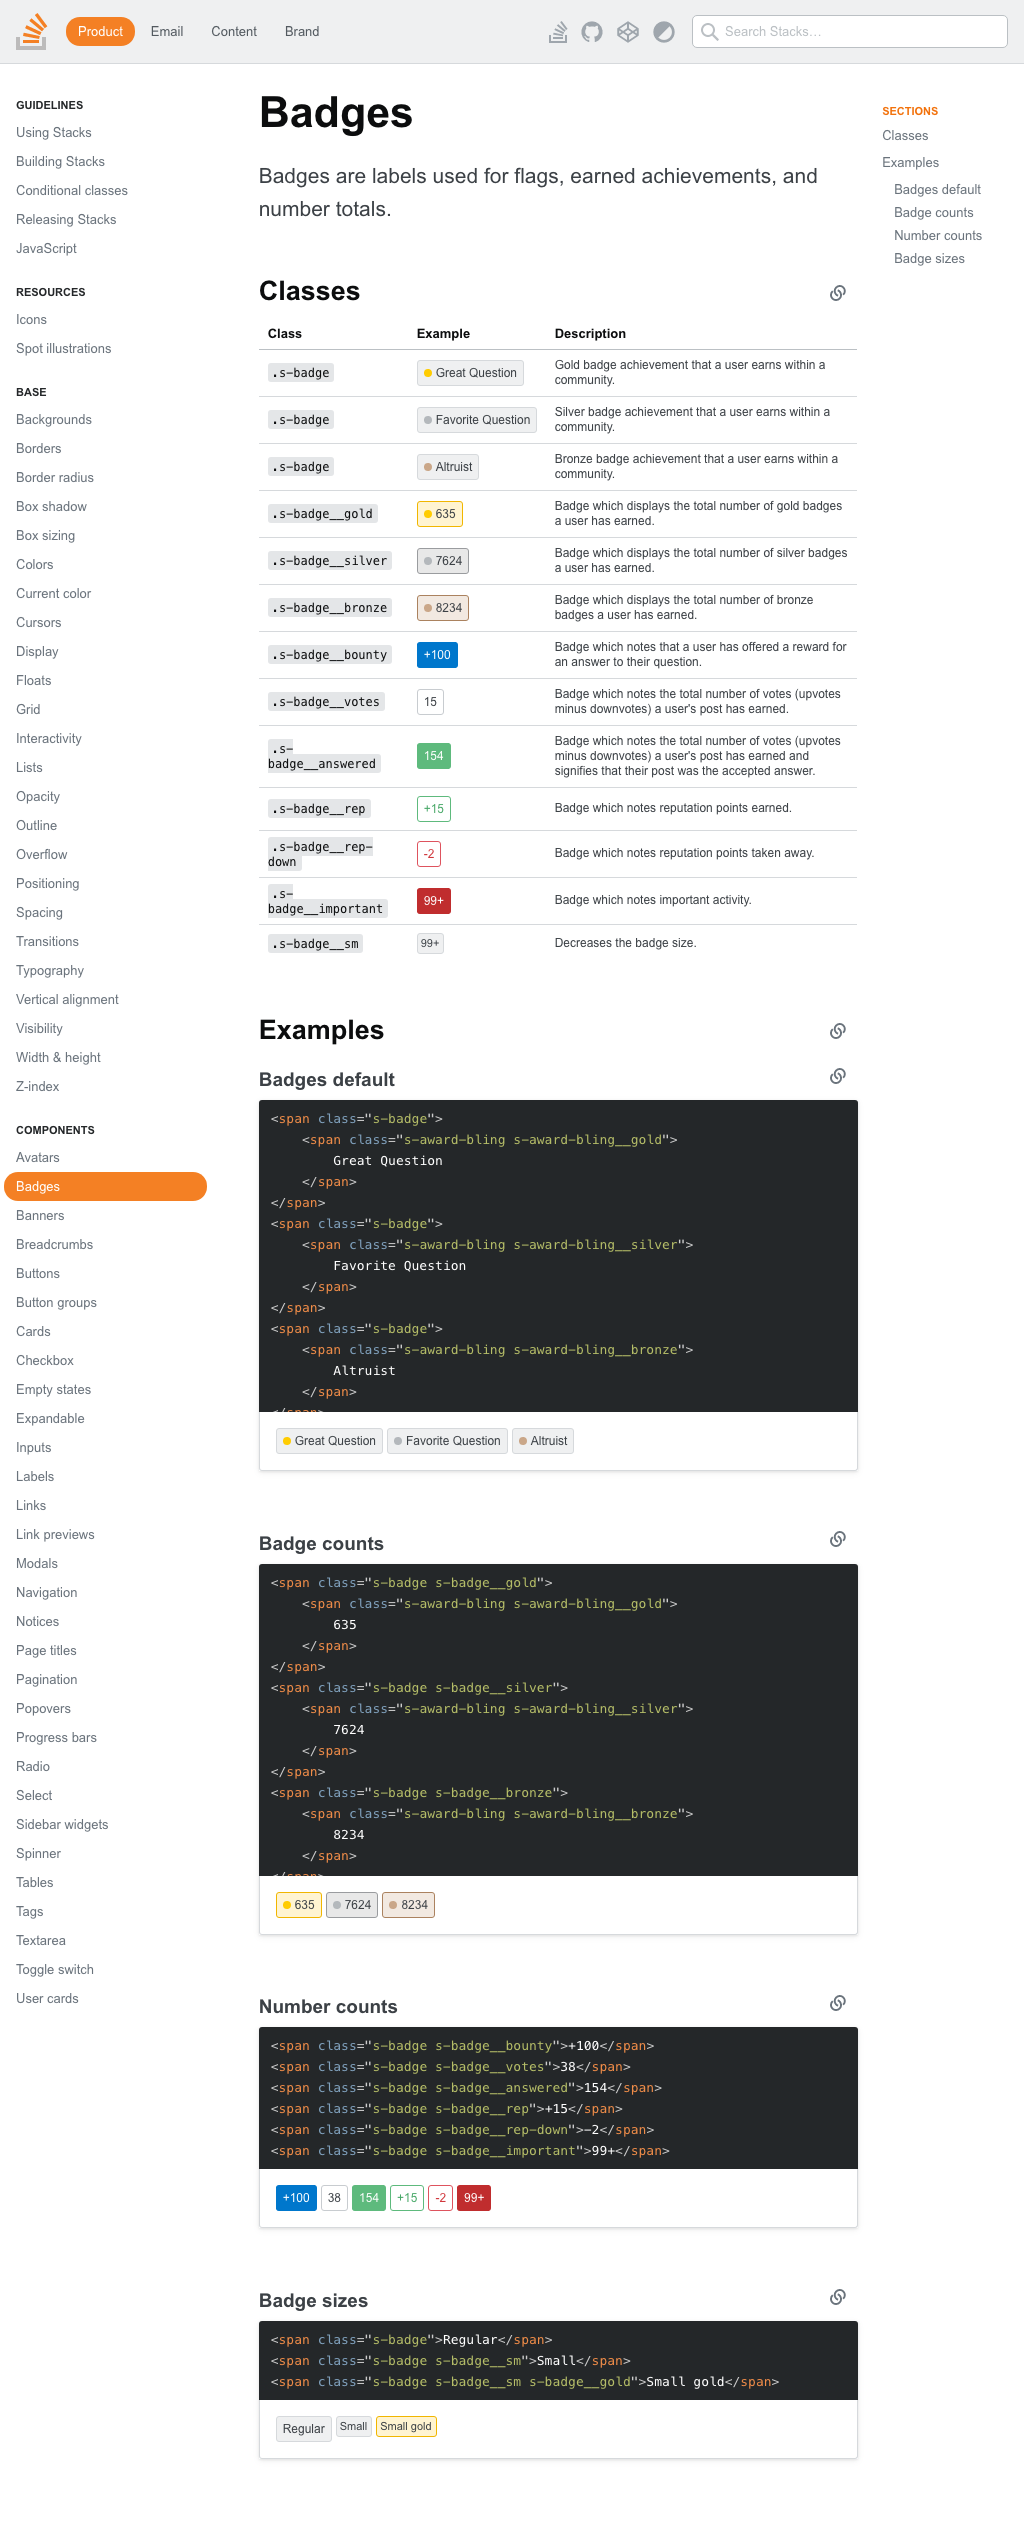 Product
Email
Content
Brand
Search Stacks…
GUIDELINES
Using Stacks
Building Stacks
Conditional classes
Releasing Stacks
JavaScript
RESOURCES
Icons
Spot illustrations
BASE
Backgrounds
Borders
Border radius
Box shadow
Box sizing
Colors
Current color
Cursors
Display
Floats
Grid
Interactivity
Lists
Opacity
Outline
Overflow
Positioning
Spacing
Transitions
Typography
Vertical alignment
Visibility
Width & height
Z-index
COMPONENTS
Avatars
Badges
Banners
Breadcrumbs
Buttons
Button groups
Cards
Checkbox
Empty states
Expandable
Inputs
Labels
Links
Link previews
Modals
Navigation
Notices
Page titles
Pagination
Popovers
Progress bars
Radio
Select
Sidebar widgets
Spinner
Tables
Tags
Textarea
Toggle switch
User cards
Badges
Badges are labels used for flags, earned achievements, and
number totals.
Classes
Class Example Description
.s-badge Great Question Gold badge achievement that a user earns within a
community.
.s-badge Favorite Question Silver badge achievement that a user earns within a
community.
.s-badge Altruist Bronze badge achievement that a user earns within a
community.
.s-badge__gold 635 Badge which displays the total number of gold badges
a user has earned.
.s-badge__silver 7624 Badge which displays the total number of silver badges
a user has earned.
.s-badge__bronze 8234 Badge which displays the total number of bronze
badges a user has earned.
.s-badge__bounty +100 Badge which notes that a user has offered a reward for
an answer to their question.
.s-badge__votes 15 Badge which notes the total number of votes (upvotes
minus downvotes) a user's post has earned.
.s-
badge__answered 154 Badge which notes the total number of votes (upvotes
minus downvotes) a user's post has earned and
signifies that their post was the accepted answer.
.s-badge__rep +15 Badge which notes reputation points earned.
.s-badge__rep-
down -2 Badge which notes reputation points taken away.
.s-
badge__important 99+ Badge which notes important activity.
.s-badge__sm 99+ Decreases the badge size.
Examples
Badges default
<span class="s-badge">
    <span class="s-award-bling s-award-bling__gold">
        Great Question
    </span>
</span>
<span class="s-badge">
    <span class="s-award-bling s-award-bling__silver">
        Favorite Question
    </span>
</span>
<span class="s-badge">
    <span class="s-award-bling s-award-bling__bronze">
        Altruist
    </span>
</span>
Great Question Favorite Question Altruist
Badge counts
<span class="s-badge s-badge__gold">
    <span class="s-award-bling s-award-bling__gold">
        635
    </span>
</span>
<span class="s-badge s-badge__silver">
    <span class="s-award-bling s-award-bling__silver">
        7624
    </span>
</span>
<span class="s-badge s-badge__bronze">
    <span class="s-award-bling s-award-bling__bronze">
        8234
    </span>
</span>
635 7624 8234
Number counts
<span class="s-badge s-badge__bounty">+100</span>
<span class="s-badge s-badge__votes">38</span>
<span class="s-badge s-badge__answered">154</span>
<span class="s-badge s-badge__rep">+15</span>
<span class="s-badge s-badge__rep-down">-2</span>
<span class="s-badge s-badge__important">99+</span>
+100 38 154 +15 -2 99+
Badge sizes
<span class="s-badge">Regular</span>
<span class="s-badge s-badge__sm">Small</span>
<span class="s-badge s-badge__sm s-badge__gold">Small gold</span>
Regular Small Small gold
SECTIONS
Classes
Examples
Badges default
Badge counts
Number counts
Badge sizes